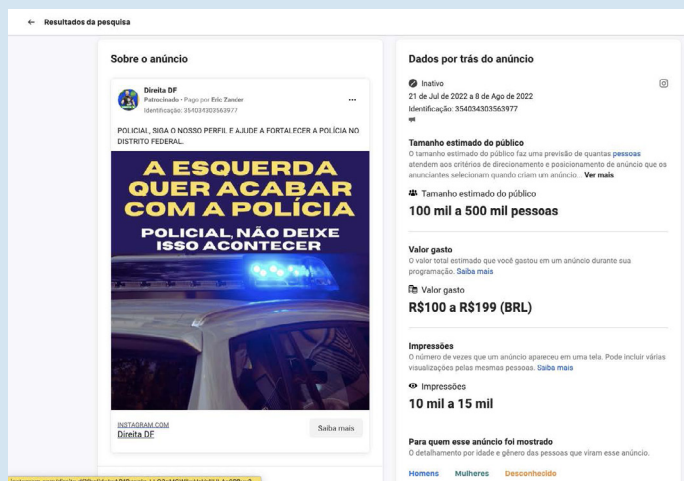 ← Resultados da pesquisa
Sobre o anúncio
Direita DF
Patrocinado • Pago por Eric Zander
Identificação: 354034303563977
POLICIAL, SIGA O NOSSO PERFIL E AJUDE A FORTALECER A POLÍCIA NO
DISTRITO FEDERAL.
A ESQUERDA
QUER ACABAR
COM A POLÍCIA
POLICIAL, NÃO DEIXE
ISSO ACONTECER
INSTAGRAM.COM
Direita DF
Saiba mais
Dados por trás do anúncio
Inativo
21 de Jul de 2022 a 8 de Ago de 2022
Identificação: 354034303563977
Tamanho estimado do público
O tamanho estimado do público faz uma previsão de quantas pessoas
atendem aos critérios de direcionamento e posicionamento de anúncio que os
anunciantes selecionam quando criam um anúncio... Ver mais
Tamanho estimado do público
100 mil a 500 mil pessoas
Valor gasto
O valor total estimado que você gastou em um anúncio durante sua
programação. Saiba mais
Valor gasto
R$100 a R$199 (BRL)
Impressões
O número de vezes que um anúncio apareceu em uma tela. Pode incluir várias
visualizações pelas mesmas pessoas. Saiba mais
Impressões
10 mil a 15 mil
Para quem esse anúncio foi mostrado
O detalhamento por idade e gênero das pessoas que viram esse anúncio.
Homens Mulheres Desconhecido